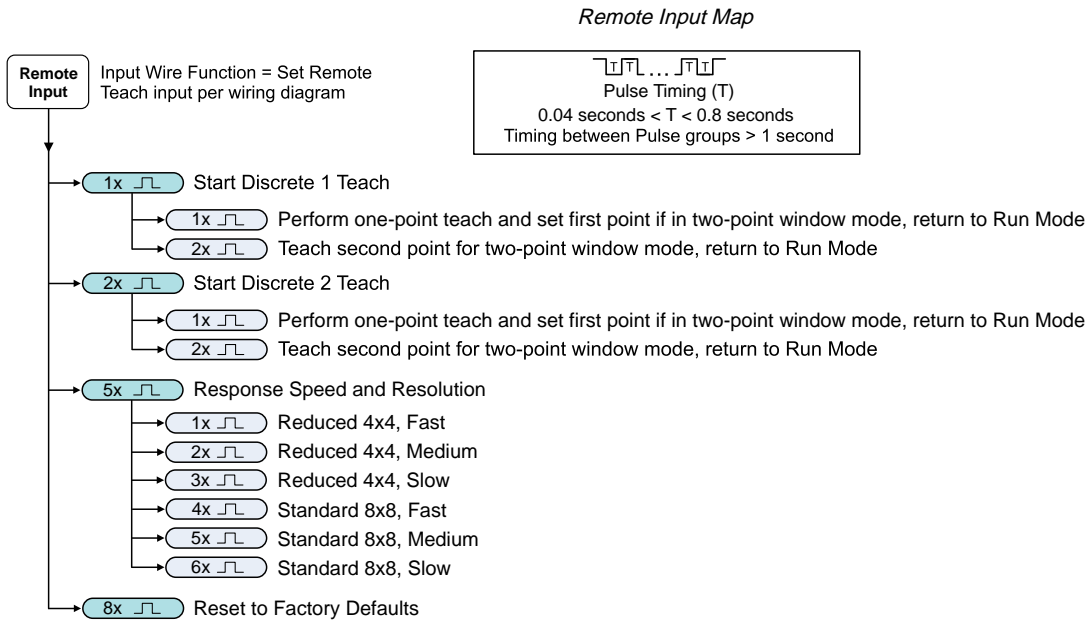 Remote Input Map
Remote
Input
Input Wire Function = Set Remote
Teach input per wiring diagram
T T ... T T
Pulse Timing (T)
0.04 seconds < T < 0.8 seconds
Timing between Pulse groups > 1 second
1x Start Discrete 1 Teach
1x Perform one-point teach and set first point if in two-point window mode, return to Run Mode
2x Teach second point for two-point window mode, return to Run Mode
2x Start Discrete 2 Teach
1x Perform one-point teach and set first point if in two-point window mode, return to Run Mode
2x Teach second point for two-point window mode, return to Run Mode
5x Response Speed and Resolution
1x Reduced 4x4, Fast
2x Reduced 4x4, Medium
3x Reduced 4x4, Slow
4x Standard 8x8, Fast
5x Standard 8x8, Medium
6x Standard 8x8, Slow
8x Reset to Factory Defaults